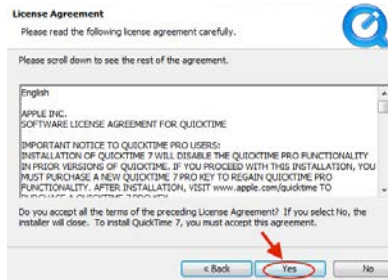 License Agreement
Please read the following license agreement carefully.
Please scroll down to see the rest of the agreement.
English
APPLE INC.
SOFTWARE LICENSE AGREEMENT FOR QUICKTIME
IMPORTANT NOTICE TO QUICKTIME PRO USERS:
INSTALLATION OF QUICKTIME 7 WILL DISABLE THE QUICKTIME PRO FUNCTIONALITY
IN PRIOR VERSIONS OF QUICKTIME. IF YOU PROCEED WITH THIS INSTALLATION, YOU
MUST PURCHASE A NEW QUICKTIME 7 PRO KEY TO REGAIN QUICKTIME PRO
FUNCTIONALITY. AFTER INSTALLATION, VISIT www.apple.com/quicktime TO
PURCHASE A QUICKTIME 7 PRO KEY.
Do you accept all the terms of the preceding License Agreement? If you select No, the
installer will close. To install QuickTime 7, you must accept this agreement.
< Back Yes No